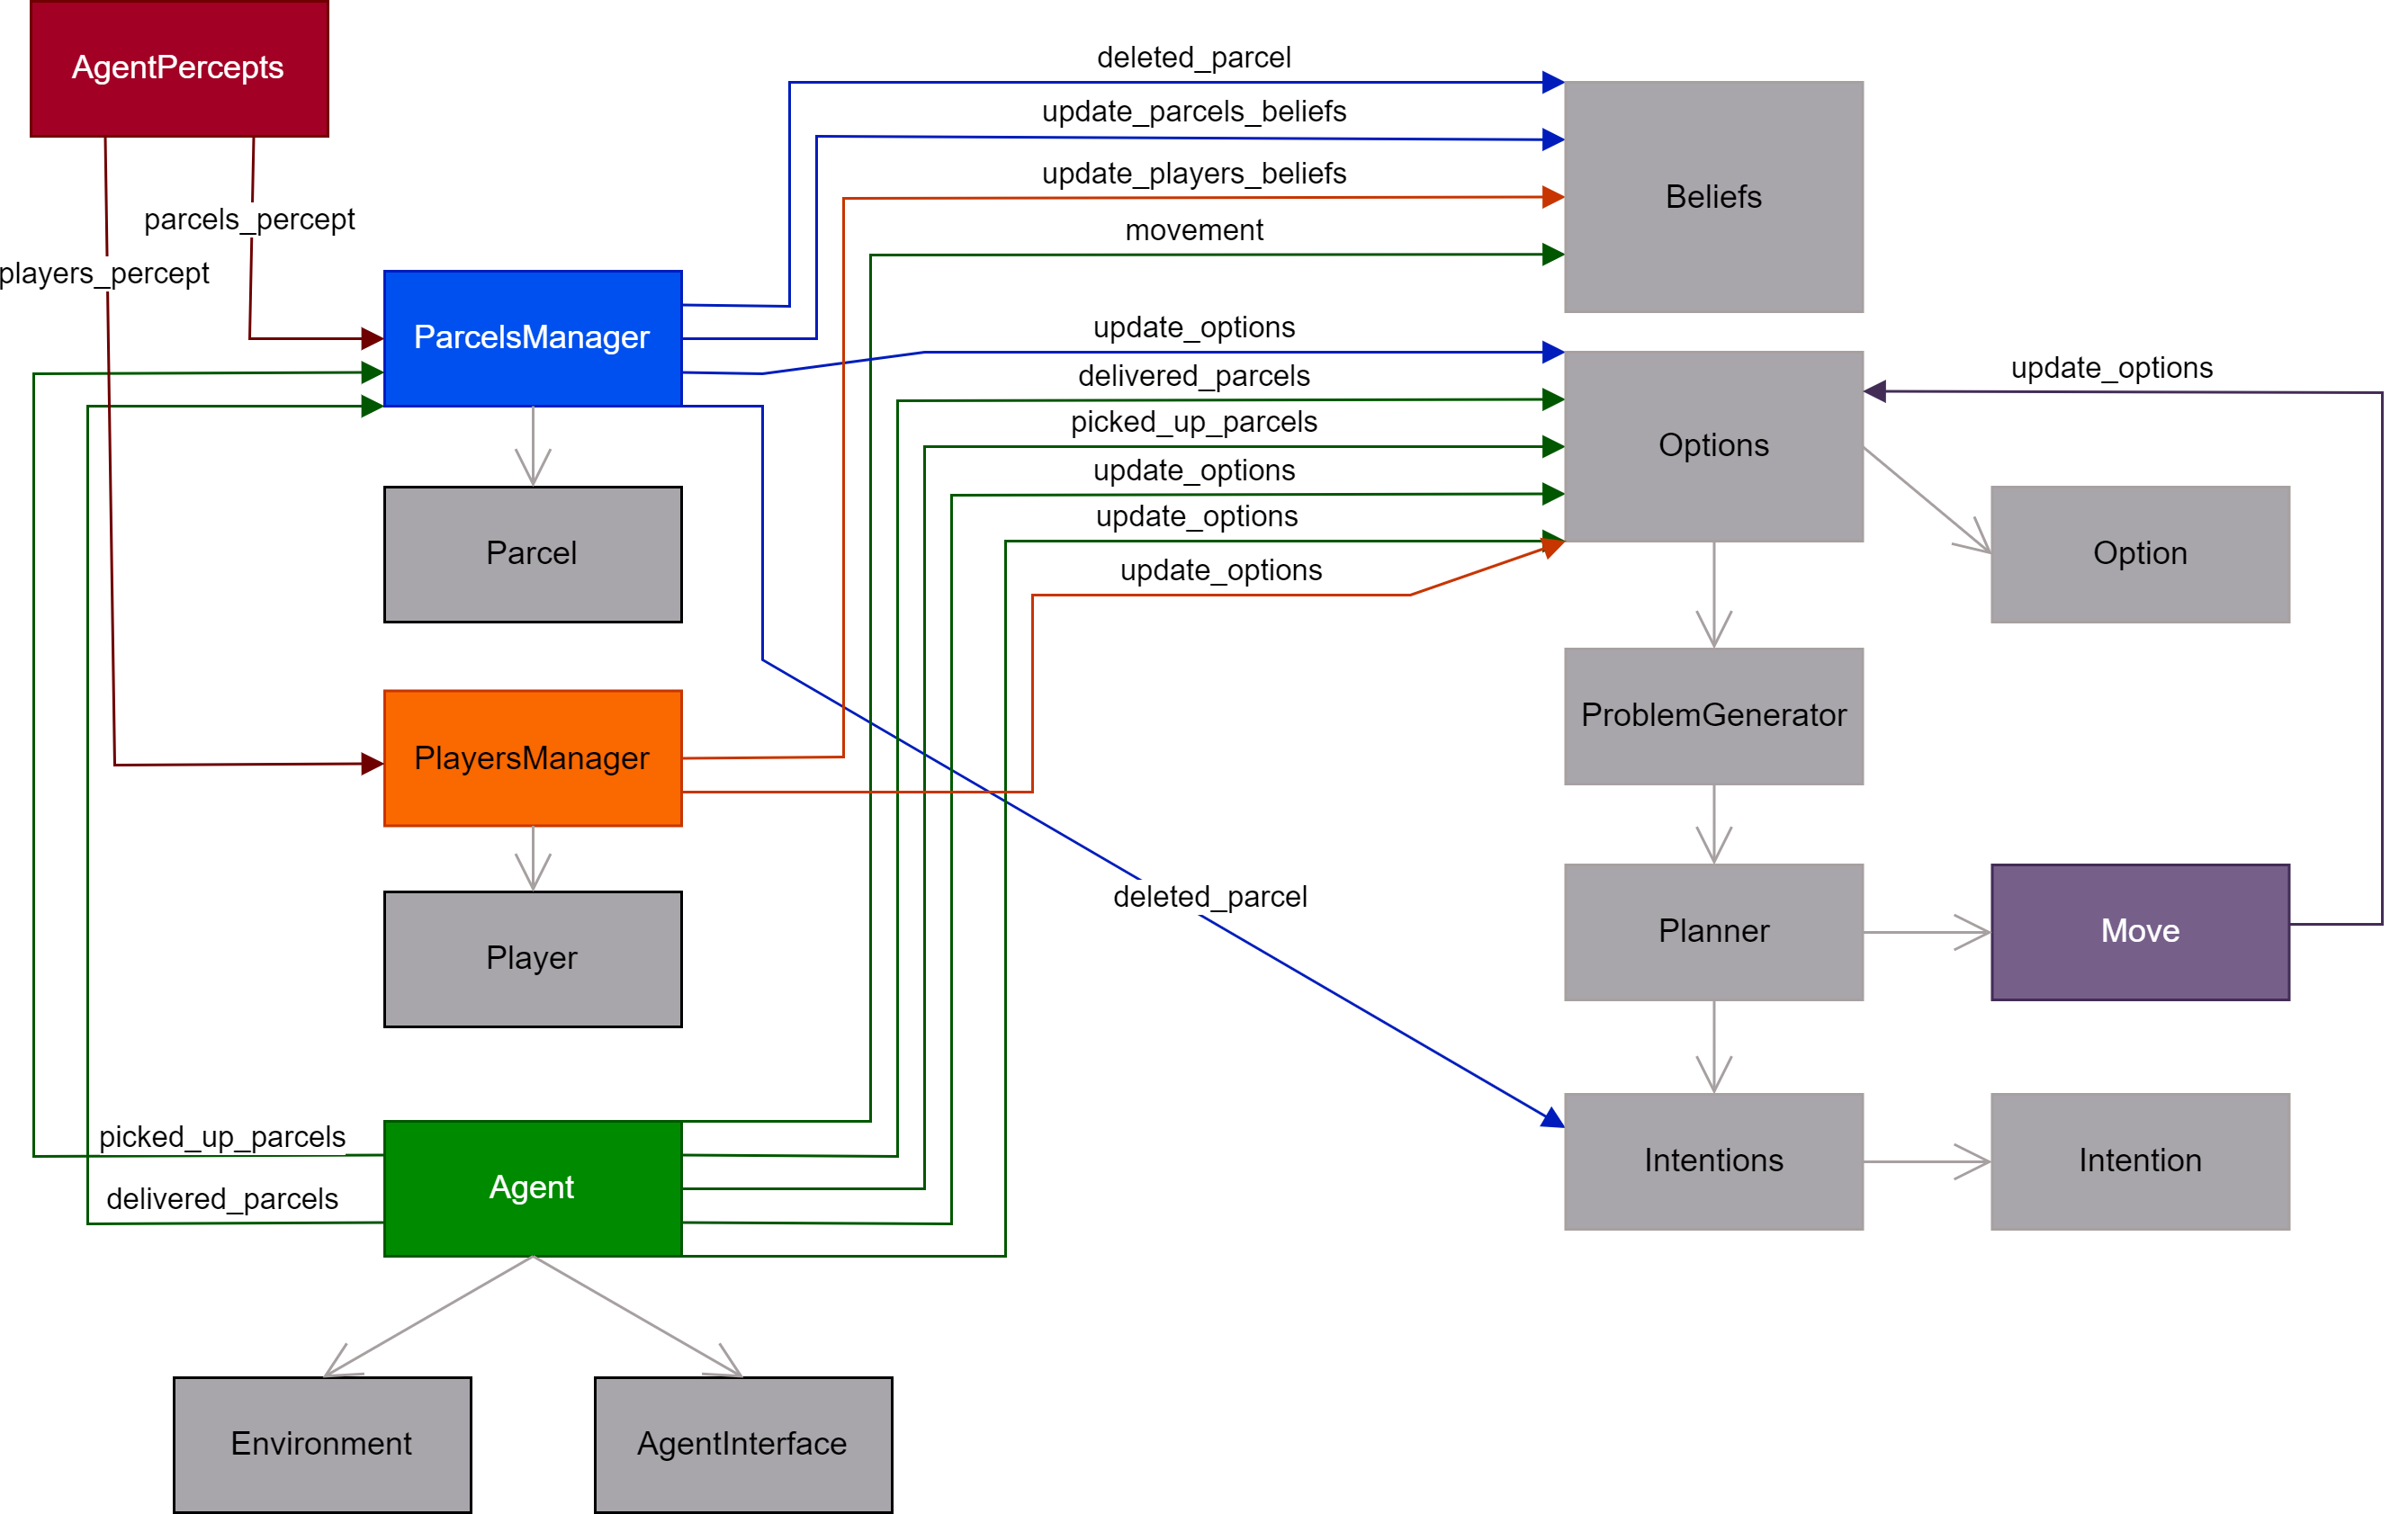 AgentPercepts
deleted_parcel
update_parcels_beliefs
update_players_beliefs
Beliefs
parcels_percept
movement
players_percept
ParcelsManager
update_options
delivered_parcels
update_options
picked_up_parcels
Options
update_options
update_options
Parcel
Option
update_options
ProblemGenerator
PlayersManager
deleted_parcel
Planner
Move
Player
picked_up_parcels
Intentions
Intention
Agent
delivered_parcels
Environment
AgentInterface